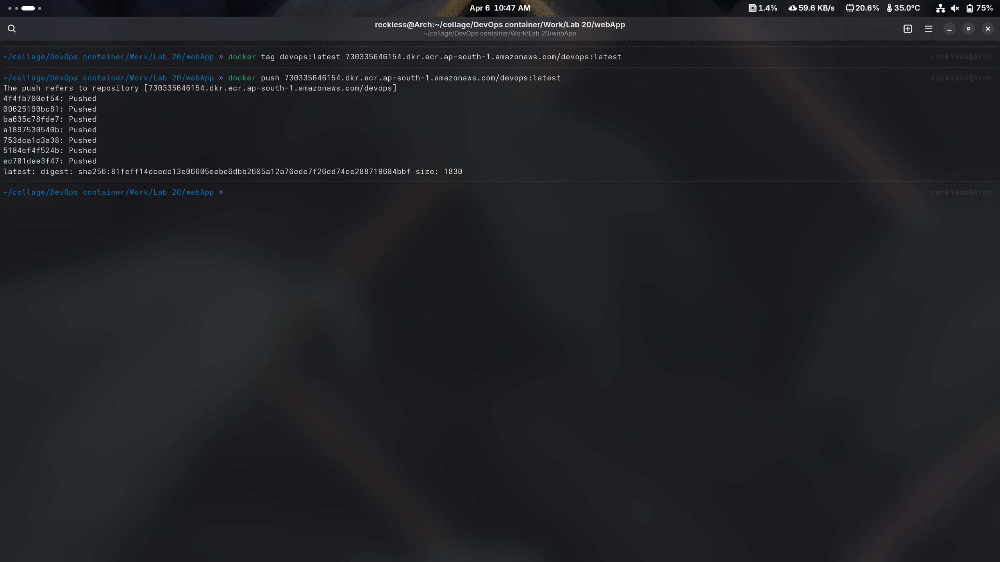 Apr 6 10:47 AM
1.4% 59.6 KB/s 20.6% 35.0°C 75%
reckless@Arch:~/collage/DevOps container/Work/Lab 20/webApp
~/collage/DevOps container/Work/Lab 20/webApp
~/collage/DevOps container/Work/Lab 20/webApp » docker tag devops:latest 730335646154.dkr.ecr.ap-south-1.amazonaws.com/devops:latest reckless@Arch
~/collage/DevOps container/Work/Lab 20/webApp » docker push 730335646154.dkr.ecr.ap-south-1.amazonaws.com/devops:latest reckless@Arch
The push refers to repository [730335646154.dkr.ecr.ap-south-1.amazonaws.com/devops]
4f4fb700ef54: Pushed
09625190bc81: Pushed
ba635c78fde7: Pushed
a1897530540b: Pushed
753dca1c3a38: Pushed
5184cf4f524b: Pushed
ec781dee3f47: Pushed
latest: digest: sha256:81feff14dcedc13e06605eebe6dbb2605a12a76ede7f26ed74ce288719684bbf size: 1830
~/collage/DevOps container/Work/Lab 20/webApp » reckless@Arch